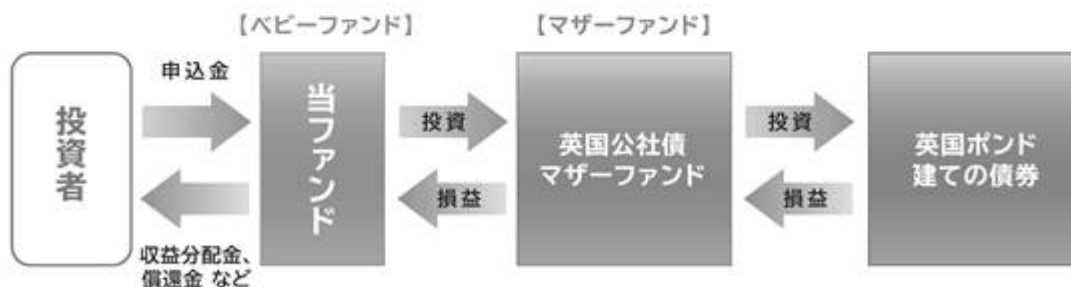 【ベビーファンド】
【マザーファンド】
投資者
申込金
収益分配金、
償還金 など
当ファンド
投資
損益
英国公社債
マザーファンド
投資
損益
英国ポンド
建ての債券